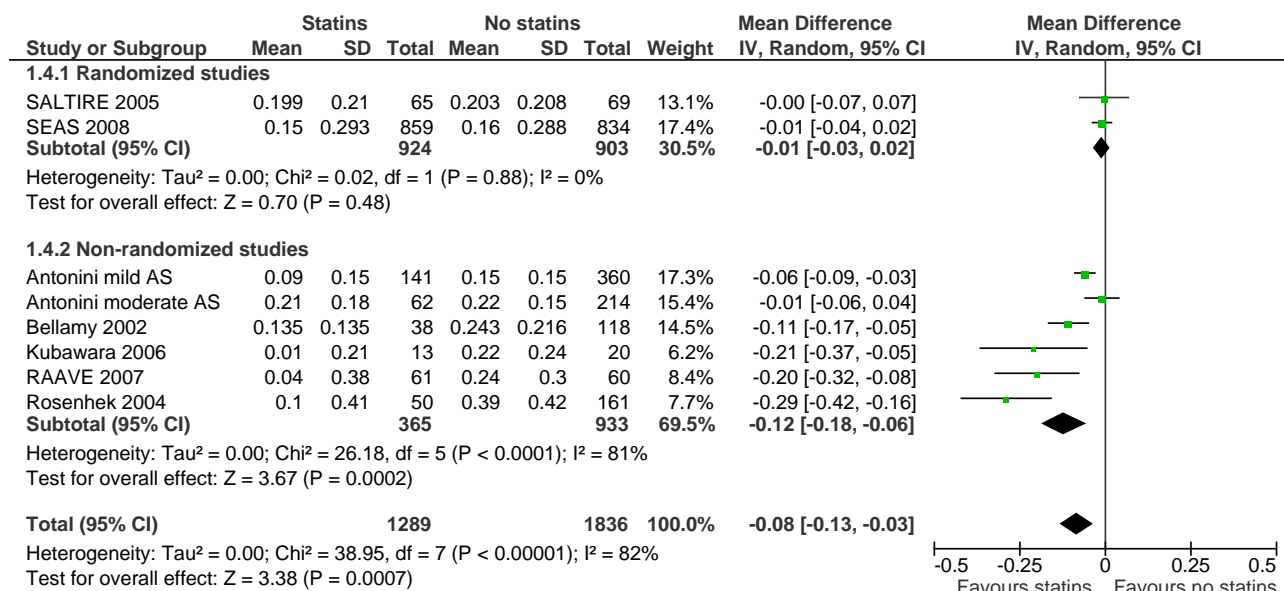 Statins No statins Mean Difference Mean Difference
Study or Subgroup Mean SD Total Mean SD Total Weight IV, Random, 95% CI IV, Random, 95% CI
1.4.1 Randomized studies
SALTIRE 2005 0.199 0.21 65 0.203 0.208 69 13.1% -0.00 [-0.07, 0.07]
SEAS 2008 0.15 0.293 859 0.16 0.288 834 17.4% -0.01 [-0.04, 0.02]
Subtotal (95% CI) 924 903 30.5% -0.01 [-0.03, 0.02]
Heterogeneity: Tau² = 0.00; Chi² = 0.02, df = 1 (P = 0.88); I² = 0%
Test for overall effect: Z = 0.70 (P = 0.48)
1.4.2 Non-randomized studies
Antonini mild AS 0.09 0.15 141 0.15 0.15 360 17.3% -0.06 [-0.09, -0.03]
Antonini moderate AS 0.21 0.18 62 0.22 0.15 214 15.4% -0.01 [-0.06, 0.04]
Bellamy 2002 0.135 0.135 38 0.243 0.216 118 14.5% -0.11 [-0.17, -0.05]
Kubawara 2006 0.01 0.21 13 0.22 0.24 20 6.2% -0.21 [-0.37, -0.05]
RAAVE 2007 0.04 0.38 61 0.24 0.3 60 8.4% -0.20 [-0.32, -0.08]
Rosenhek 2004 0.1 0.41 50 0.39 0.42 161 7.7% -0.29 [-0.42, -0.16]
Subtotal (95% CI) 365 933 69.5% -0.12 [-0.18, -0.06]
Heterogeneity: Tau² = 0.00; Chi² = 26.18, df = 5 (P < 0.0001); I² = 81%
Test for overall effect: Z = 3.67 (P = 0.0002)
Total (95% CI) 1289 1836 100.0% -0.08 [-0.13, -0.03]
Heterogeneity: Tau² = 0.00; Chi² = 38.95, df = 7 (P < 0.00001); I² = 82%
Test for overall effect: Z = 3.38 (P = 0.0007)
-0.5 -0.25 0 0.25 0.5
Favours statins Favours no statins